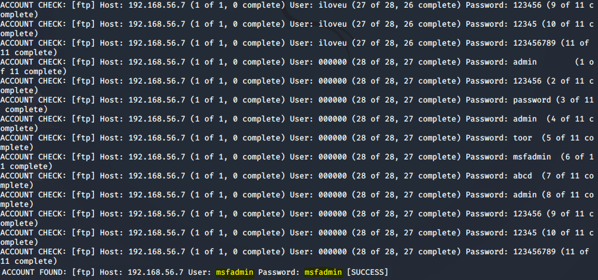 ACCOUNT CHECK: [ftp] Host: 192.168.56.7 (1 of 1, 0 complete) User: iloveu (27 of 28, 26 complete) Password: 123456 (9 of 11 c
omplete)
ACCOUNT CHECK: [ftp] Host: 192.168.56.7 (1 of 1, 0 complete) User: iloveu (27 of 28, 26 complete) Password: 12345 (10 of 11 c
omplete)
ACCOUNT CHECK: [ftp] Host: 192.168.56.7 (1 of 1, 0 complete) User: iloveu (27 of 28, 26 complete) Password: 123456789 (11 of
11 complete)
ACCOUNT CHECK: [ftp] Host: 192.168.56.7 (1 of 1, 0 complete) User: 000000 (28 of 28, 27 complete) Password: admin (1 o
f 11 complete)
ACCOUNT CHECK: [ftp] Host: 192.168.56.7 (1 of 1, 0 complete) User: 000000 (28 of 28, 27 complete) Password: 123456 (2 of 11 c
omplete)
ACCOUNT CHECK: [ftp] Host: 192.168.56.7 (1 of 1, 0 complete) User: 000000 (28 of 28, 27 complete) Password: password (3 of 11
complete)
ACCOUNT CHECK: [ftp] Host: 192.168.56.7 (1 of 1, 0 complete) User: 000000 (28 of 28, 27 complete) Password: admin (4 of 11 co
mplete)
ACCOUNT CHECK: [ftp] Host: 192.168.56.7 (1 of 1, 0 complete) User: 000000 (28 of 28, 27 complete) Password: toor (5 of 11 com
plete)
ACCOUNT CHECK: [ftp] Host: 192.168.56.7 (1 of 1, 0 complete) User: 000000 (28 of 28, 27 complete) Password: msfadmin (6 of 1
1 complete)
ACCOUNT CHECK: [ftp] Host: 192.168.56.7 (1 of 1, 0 complete) User: 000000 (28 of 28, 27 complete) Password: abcd (7 of 11 com
plete)
ACCOUNT CHECK: [ftp] Host: 192.168.56.7 (1 of 1, 0 complete) User: 000000 (28 of 28, 27 complete) Password: admin (8 of 11 co
mplete)
ACCOUNT CHECK: [ftp] Host: 192.168.56.7 (1 of 1, 0 complete) User: 000000 (28 of 28, 27 complete) Password: 123456 (9 of 11 c
omplete)
ACCOUNT CHECK: [ftp] Host: 192.168.56.7 (1 of 1, 0 complete) User: 000000 (28 of 28, 27 complete) Password: 12345 (10 of 11 c
omplete)
ACCOUNT CHECK: [ftp] Host: 192.168.56.7 (1 of 1, 0 complete) User: 000000 (28 of 28, 27 complete) Password: 123456789 (11 of
11 complete)
ACCOUNT FOUND: [ftp] Host: 192.168.56.7 User: msfadmin Password: msfadmin [SUCCESS]